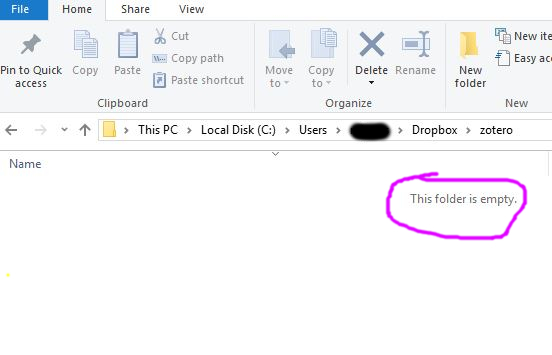 File Home Share View
Cut New ite
Copy path Easy acc
Pin to Quick Copy Paste Paste shortcut Move Copy Delete Rename New
access to to folder
Clipboard Organize New
This PC Local Disk (C:) Users Dropbox zotero
Name
This folder is empty.